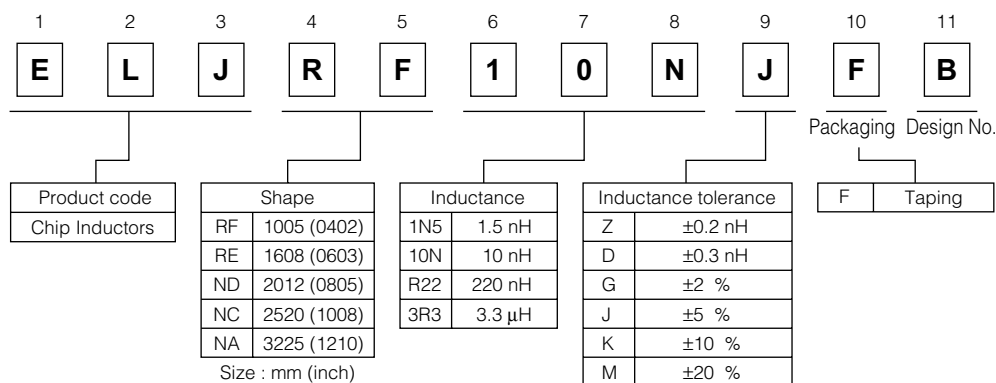 1 2 3 4 5 6 7 8 9 10 11
E L J R F 1 0 N J F B
Packaging Design No.
Product code
Chip Inductors
Shape
RF 1005 (0402)
RE 1608 (0603)
ND 2012 (0805)
NC 2520 (1008)
NA 3225 (1210)
Size : mm (inch)
Inductance
1N5 1.5 nH
10N 10 nH
R22 220 nH
3R3 3.3 μH
Inductance tolerance
Z ±0.2 nH
D ±0.3 nH
G ±2 %
J ±5 %
K ±10 %
M ±20 %
F Taping